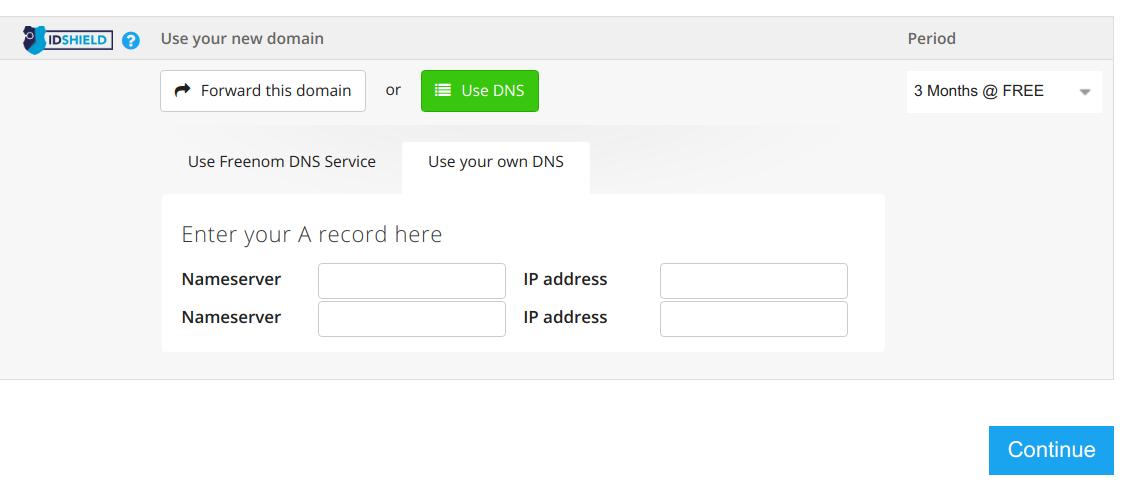 IDSHIELD ? Use your new domain Period
Forward this domain or Use DNS 3 Months @ FREE
Use Freenom DNS Service Use your own DNS
Enter your A record here
Nameserver IP address
Nameserver IP address
Continue